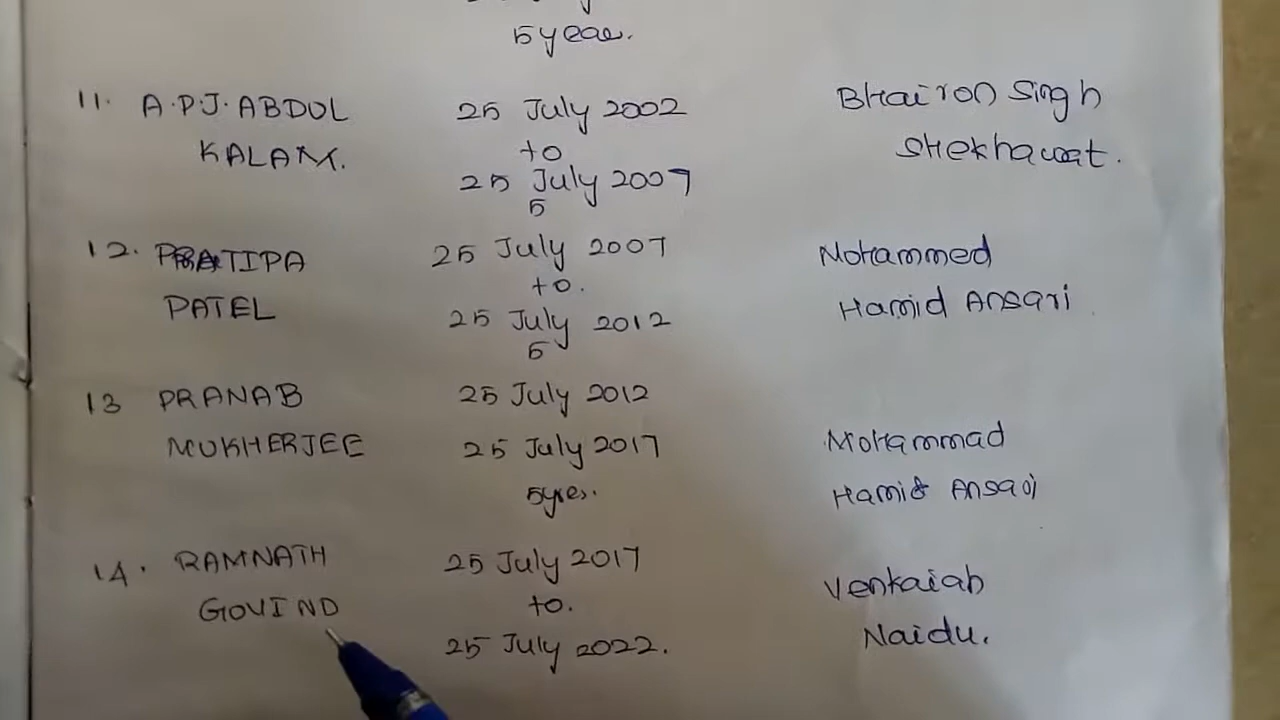 5 year.
11. A.P.J. ABDUL 25 July 2002 Bhairon Singh
KALAM. to Shekhawat.
25 July 2007
5
12. PRATIPA 25 July 2007 Mohammed
to.
PATEL 25 July 2012 Hamid Ansari
5
13 PRANAB 25 July 2012
MUKHERJEE 25 July 2017 Mohammad
5yrs. Hamid Ansari
14. RAMNATH 25 July 2017 Venkaiah
GOVIND to.
25 July 2022. Naidu.